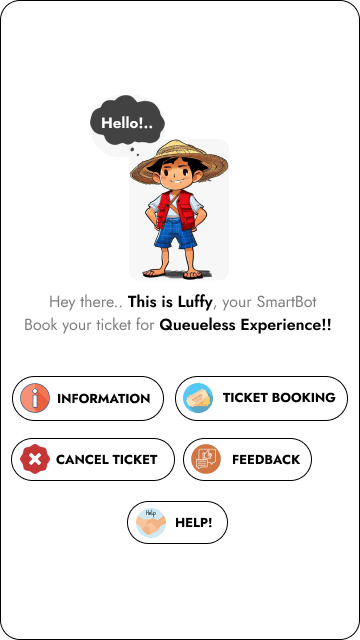 Hello!..
Hey there.. This is Luffy, your SmartBot
Book your ticket for Queueless Experience!!
INFORMATION
TICKET BOOKING
CANCEL TICKET
FEEDBACK
Help
HELP!